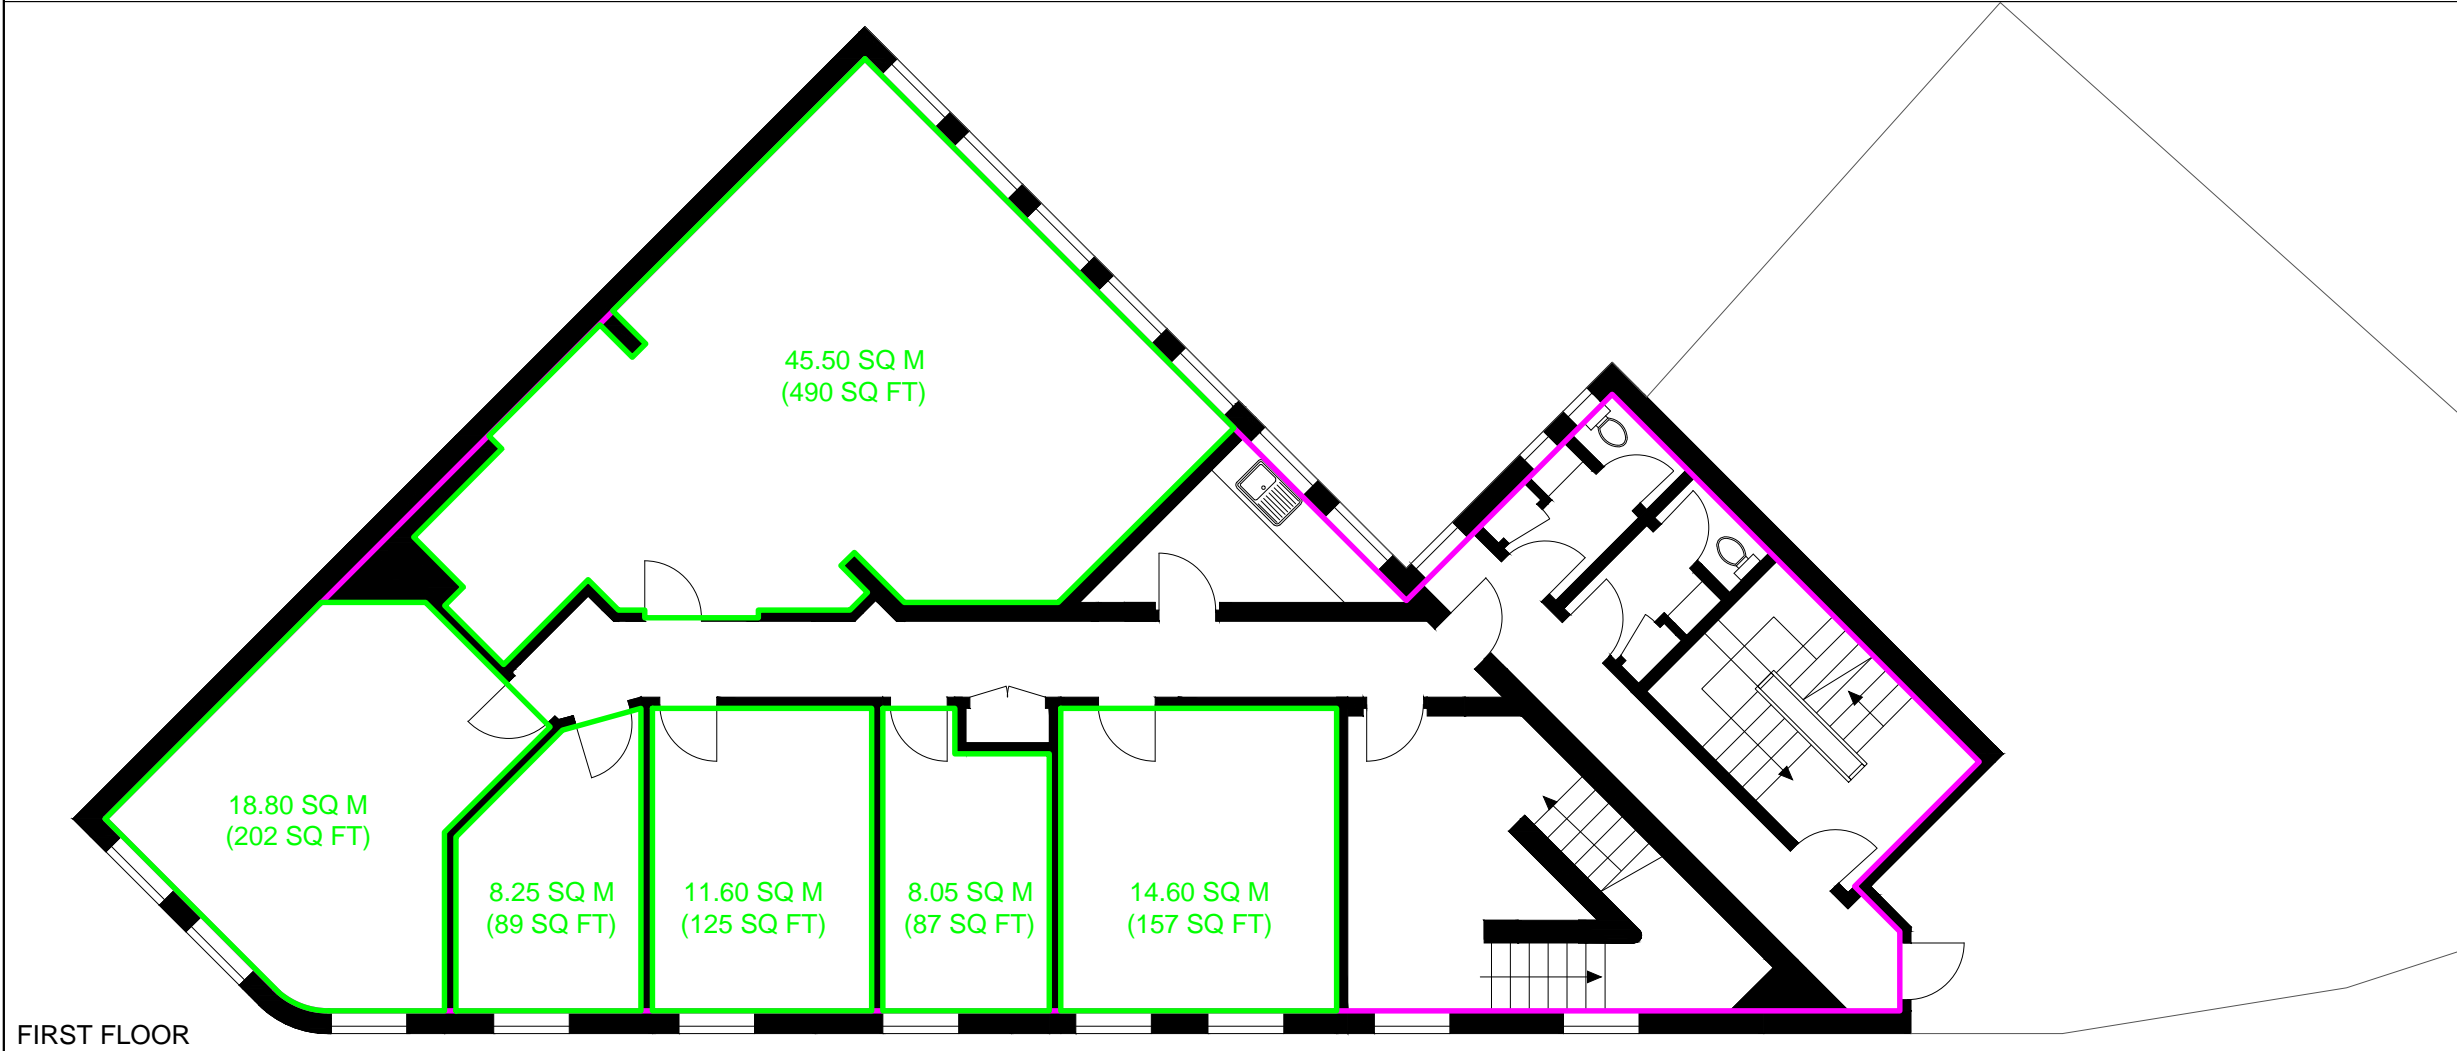 45.50 SQ M
(490 SQ FT)
18.80 SQ M
(202 SQ FT)
8.25 SQ M
(89 SQ FT)
11.60 SQ M
(125 SQ FT)
8.05 SQ M
(87 SQ FT)
14.60 SQ M
(157 SQ FT)
FIRST FLOOR